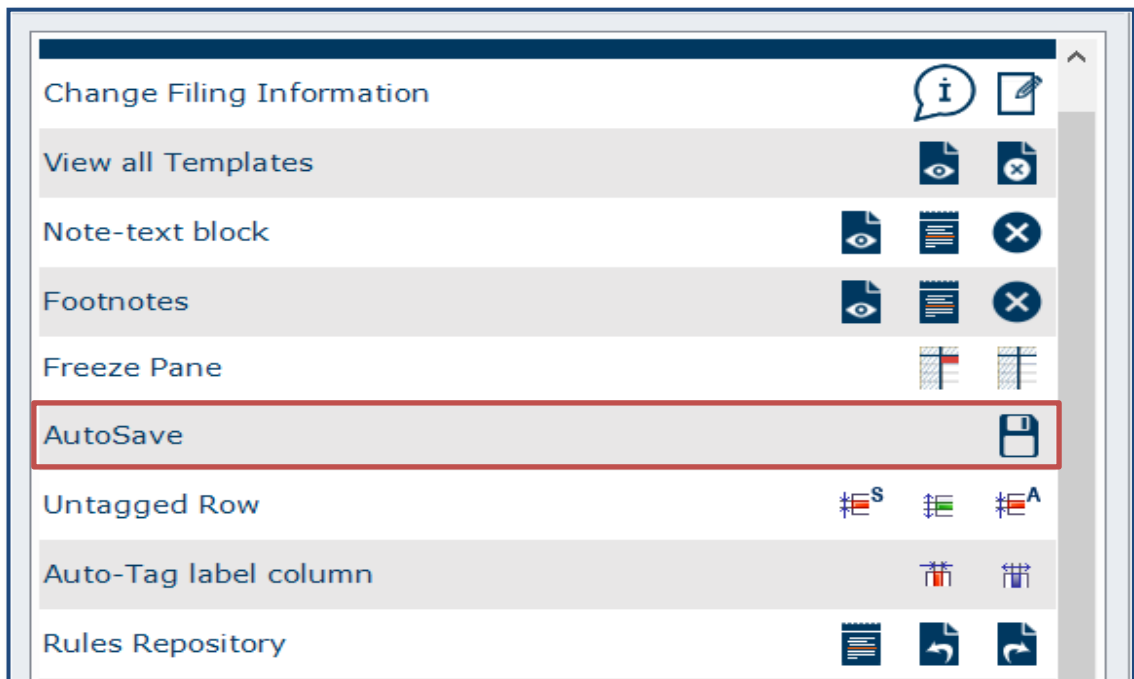 Change Filing Information
View all Templates
Note-text block
Footnotes
Freeze Pane
AutoSave
Untagged Row S A
Auto-Tag label column
Rules Repository